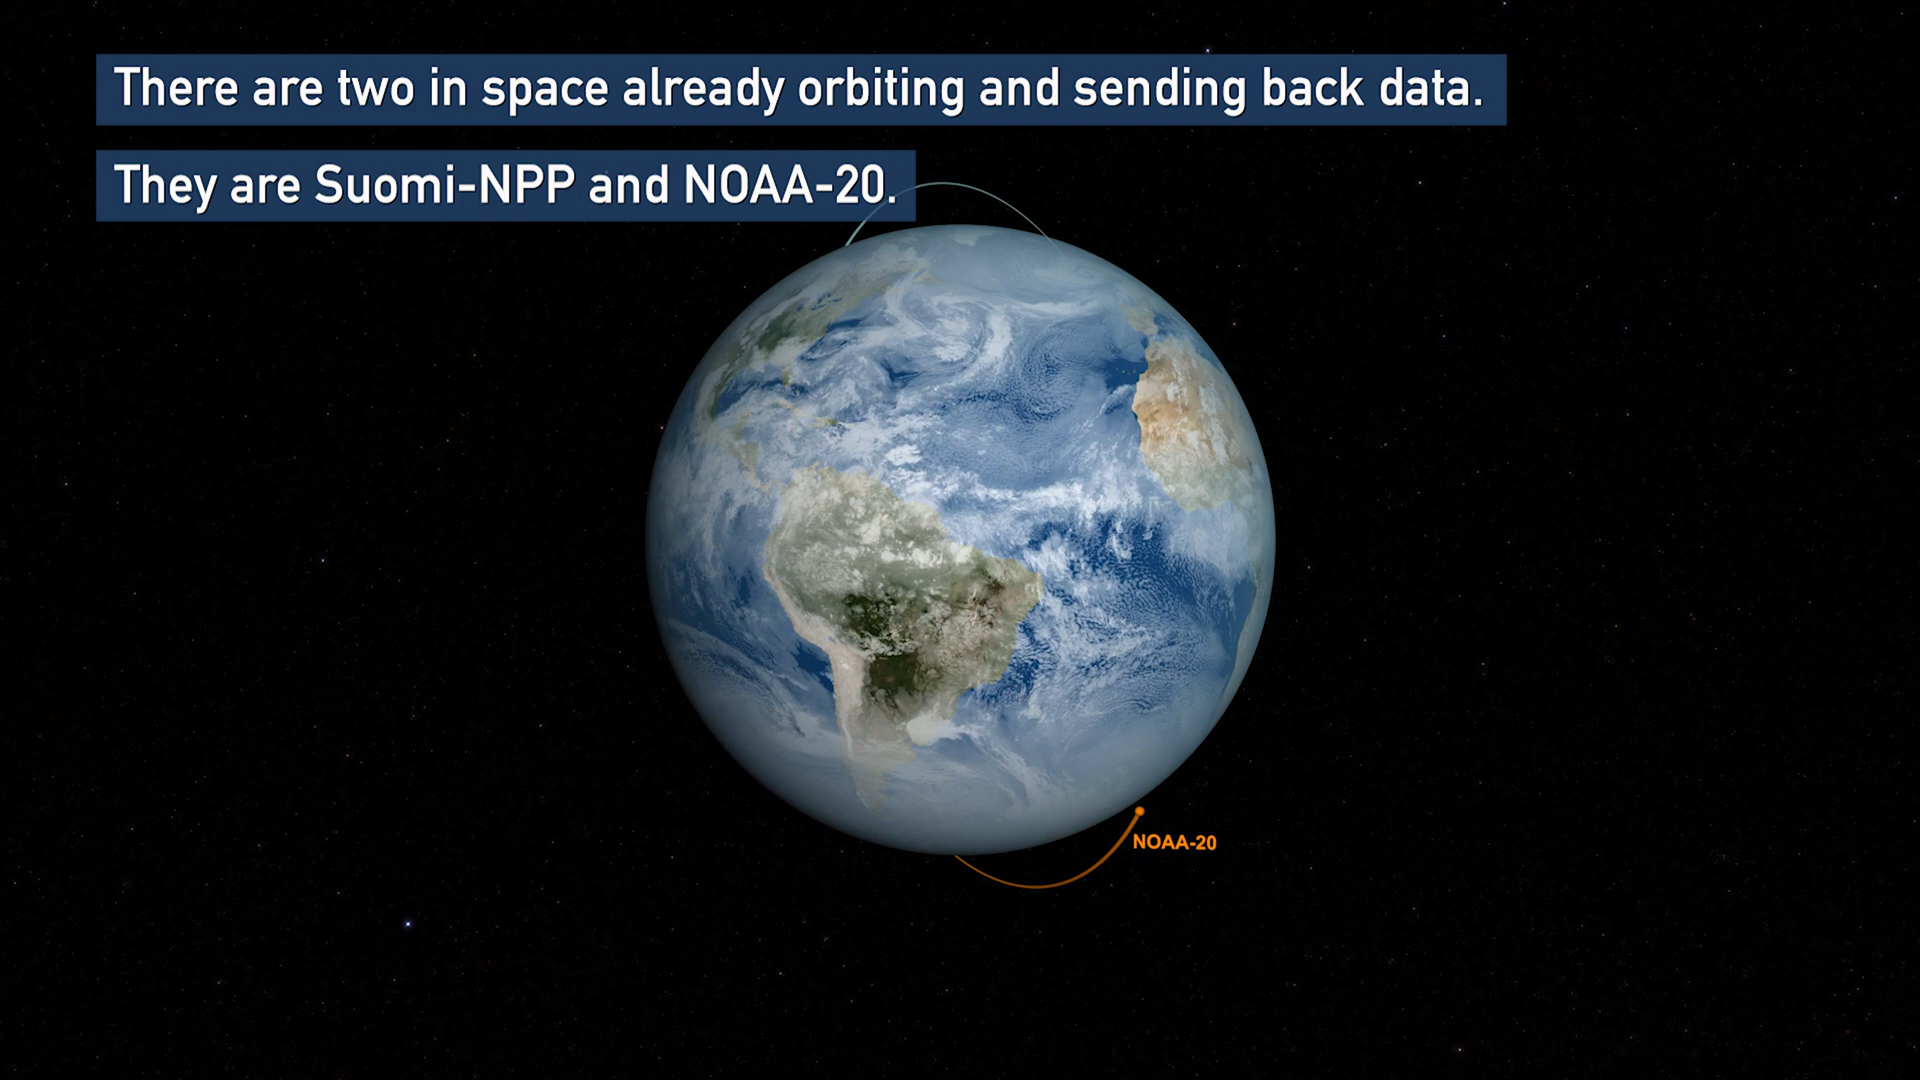 There are two in space already orbiting and sending back data.
They are Suomi-NPP and NOAA-20.
NOAA-20